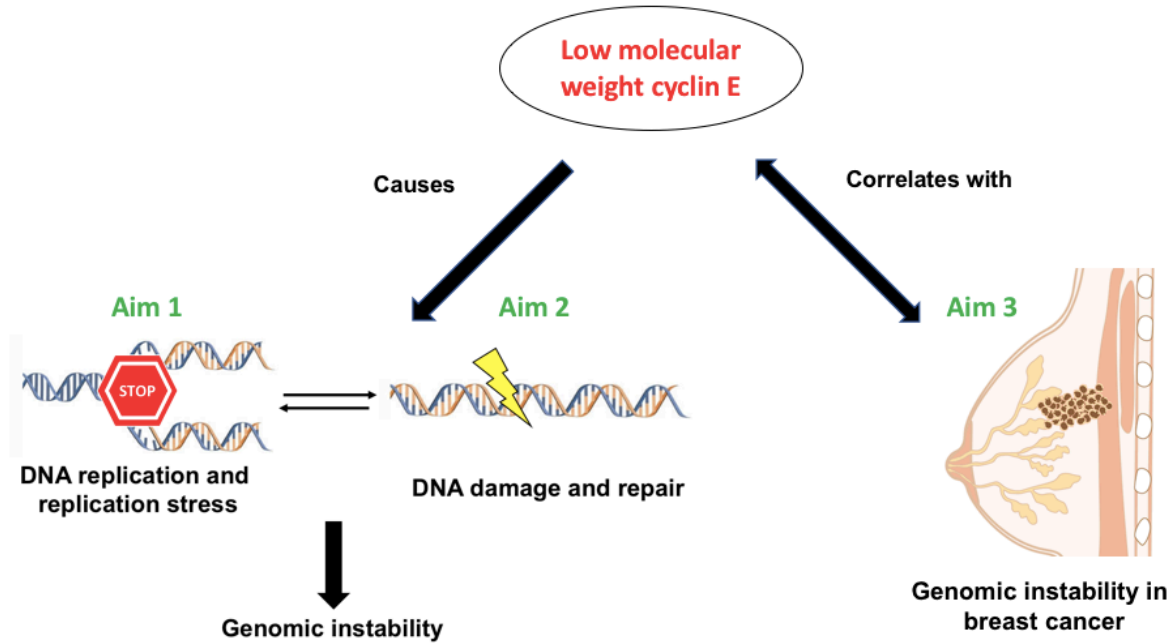 Low molecular
weight cyclin E
Causes
Correlates with
Aim 1
Aim 2
Aim 3
STOP
DNA replication and
replication stress
DNA damage and repair
Genomic instability
Genomic instability in
breast cancer